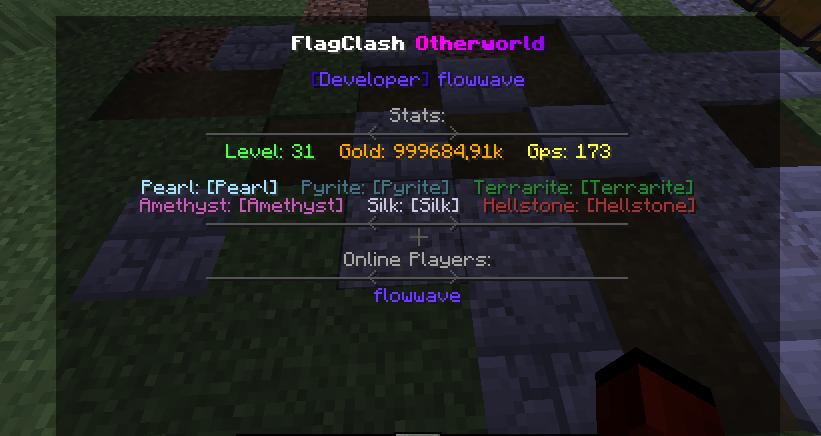 FlagClash Otherworld
[Developer] flowwave
Stats:
Level: 31 Gold: 999684,91k Gps: 173
Pearl: [Pearl] Pyrite: [Pyrite] Terrarite: [Terrarite]
Amethyst: [Amethyst] Silk: [Silk] Hellstone: [Hellstone]
Online Players:
flowwave